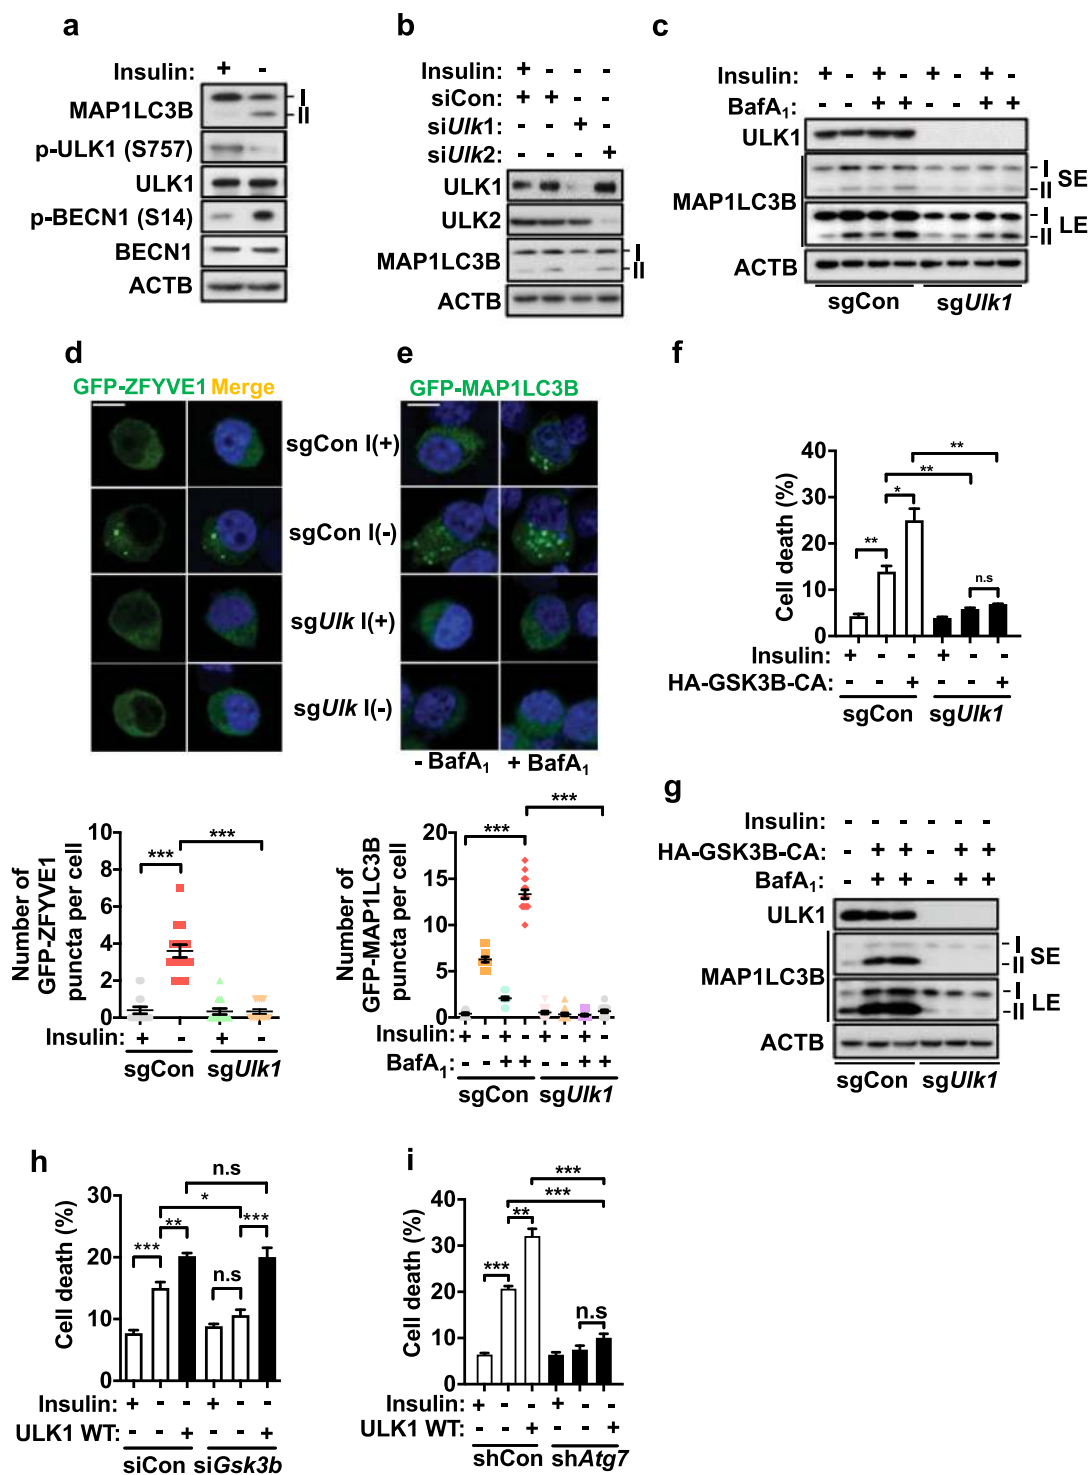 a
Insulin: + -
MAP1LC3B I II
p-ULK1 (S757)
ULK1
p-BECN1 (S14)
BECN1
ACTB
b
Insulin: + - - -
siCon: + + - -
siUlk1: - - + -
siUlk2: - - - +
ULK1
ULK2
MAP1LC3B I II
ACTB
c
Insulin: + - + - + - + -
BafA1: - - + + - - + +
ULK1
MAP1LC3B I II SE
I II LE
ACTB
sgCon sgUlk1
d
GFP-ZFYVE1 Merge
sgCon I(+)
sgCon I(-)
sgUlk I(+)
sgUlk I(-)
10
8
6
4
2
0
Number of GFP-ZFYVE1 puncta per cell
*** ***
Insulin: + - + -
sgCon sgUlk1
e
GFP-MAP1LC3B
- BafA1 + BafA1
20
15
10
5
0
Number of GFP-MAP1LC3B puncta per cell
*** ***
Insulin: + - + - + - + -
BafA1: - - + + - - + +
sgCon sgUlk1
f
40
30
20
10
0
Cell death (%)
** * ** ** n.s
Insulin: + - - + - -
HA-GSK3B-CA: - - + - - +
sgCon sgUlk1
g
Insulin: - - - - - -
HA-GSK3B-CA: - + + - + +
BafA1: - + + - + +
ULK1
MAP1LC3B I II SE
I II LE
ACTB
sgCon sgUlk1
h
30
20
10
0
Cell death (%)
*** ** * n.s n.s ***
Insulin: + - - + - -
ULK1 WT: - - + - - +
siCon siGsk3b
i
40
30
20
10
0
Cell death (%)
*** ** *** *** n.s
Insulin: + - - + - -
ULK1 WT: - - + - - +
shCon shAtg7